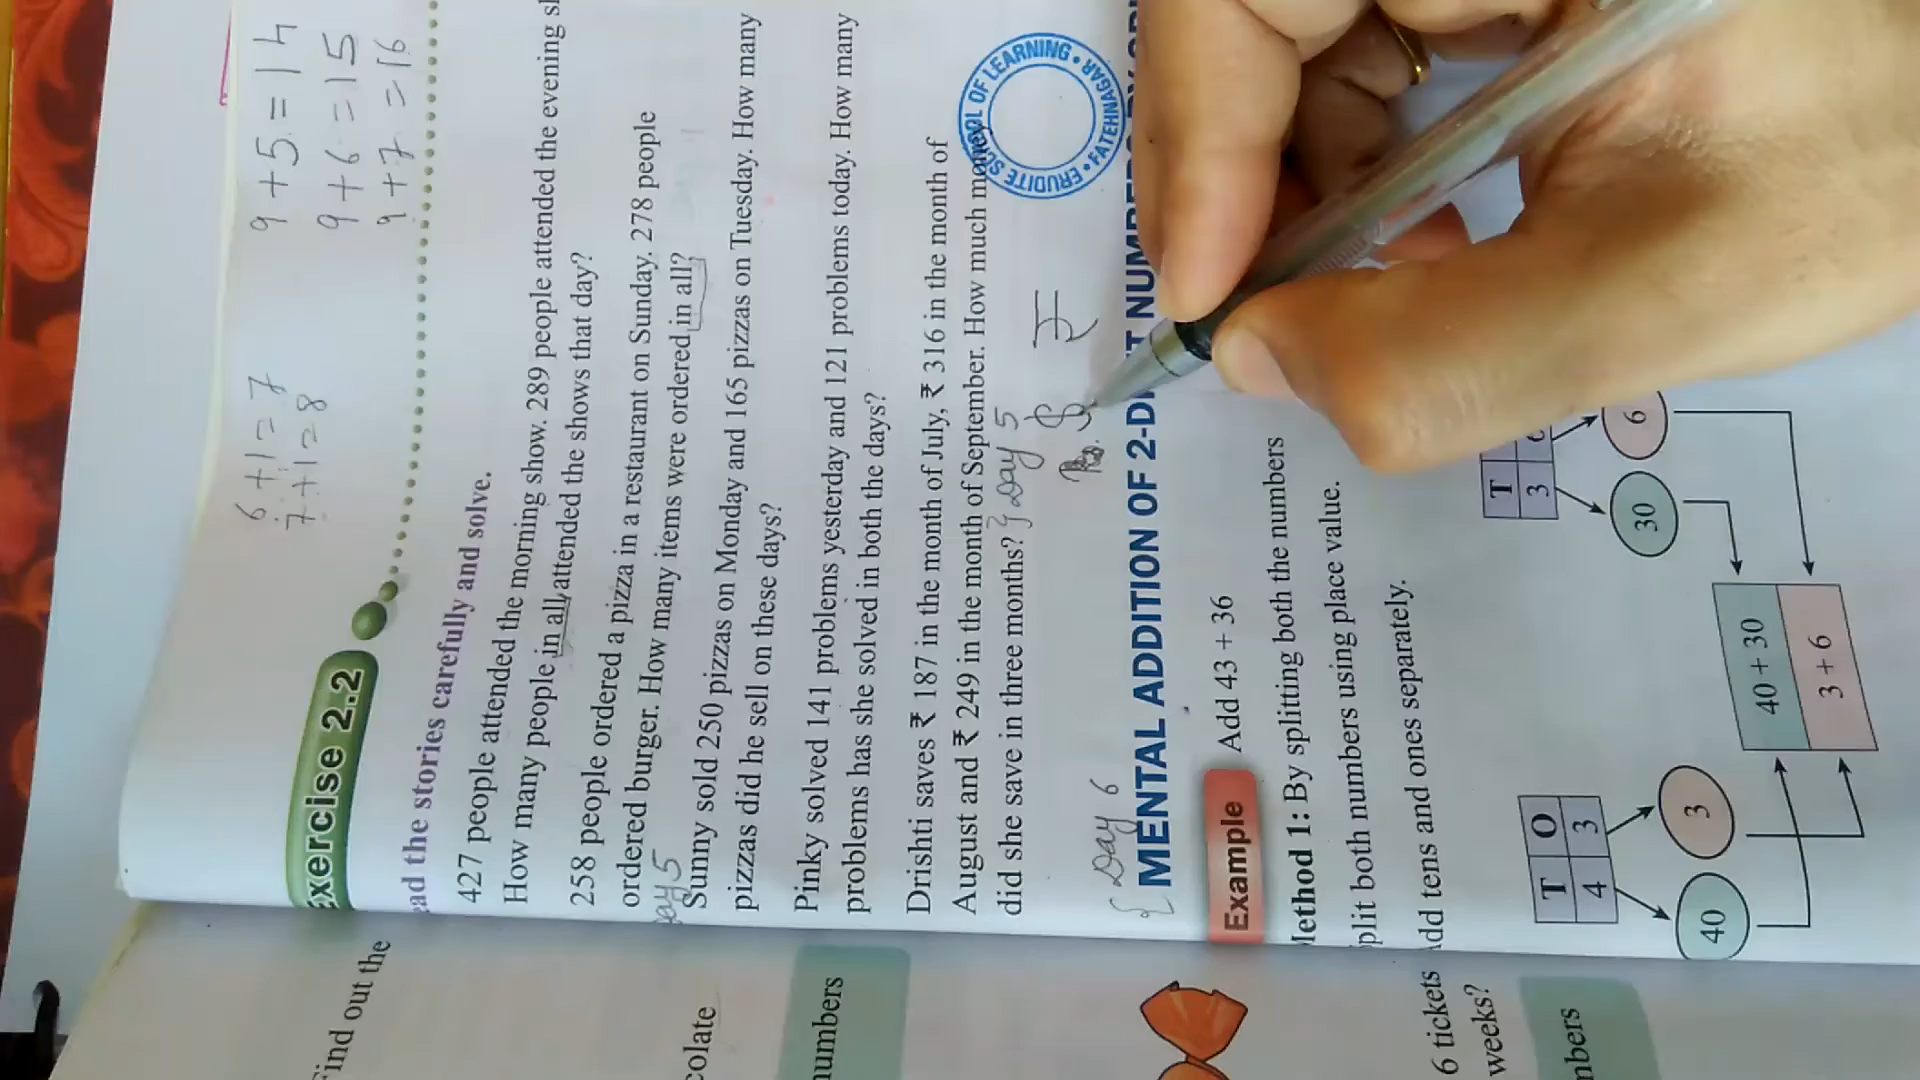 6+1=7
7+1=8
9+5=14
9+6=15
9+7=16
Exercise 2.2
ad the stories carefully and solve.
427 people attended the morning show. 289 people attended the evening
How many people in all attended the shows that day?
258 people ordered a pizza in a restaurant on Sunday. 278 people
ordered burger. How many items were ordered in all?
Day 5
Sunny sold 250 pizzas on Monday and 165 pizzas on Tuesday. How many
pizzas did he sell on these days?
Pinky solved 141 problems yesterday and 121 problems today. How many
problems has she solved in both the days?
Drishti saves ₹ 187 in the month of July, ₹ 316 in the month of
August and ₹ 249 in the month of September. How much money
did she save in three months? } Day 5
ERUDITE SCHOOL OF LEARNING • FATEHNAGAR •
$ ₹
{ Day 6
MENTAL ADDITION OF 2-DIGIT NUMBERS BY
Example Add 43 + 36
Method 1: By splitting both the numbers
Split both numbers using place value.
Add tens and ones separately.
T O
4 3
T
3 6
40 3
30 6
40 + 30
3 + 6
Find out the
colate
numbers
6 tickets
weeks?
nbers